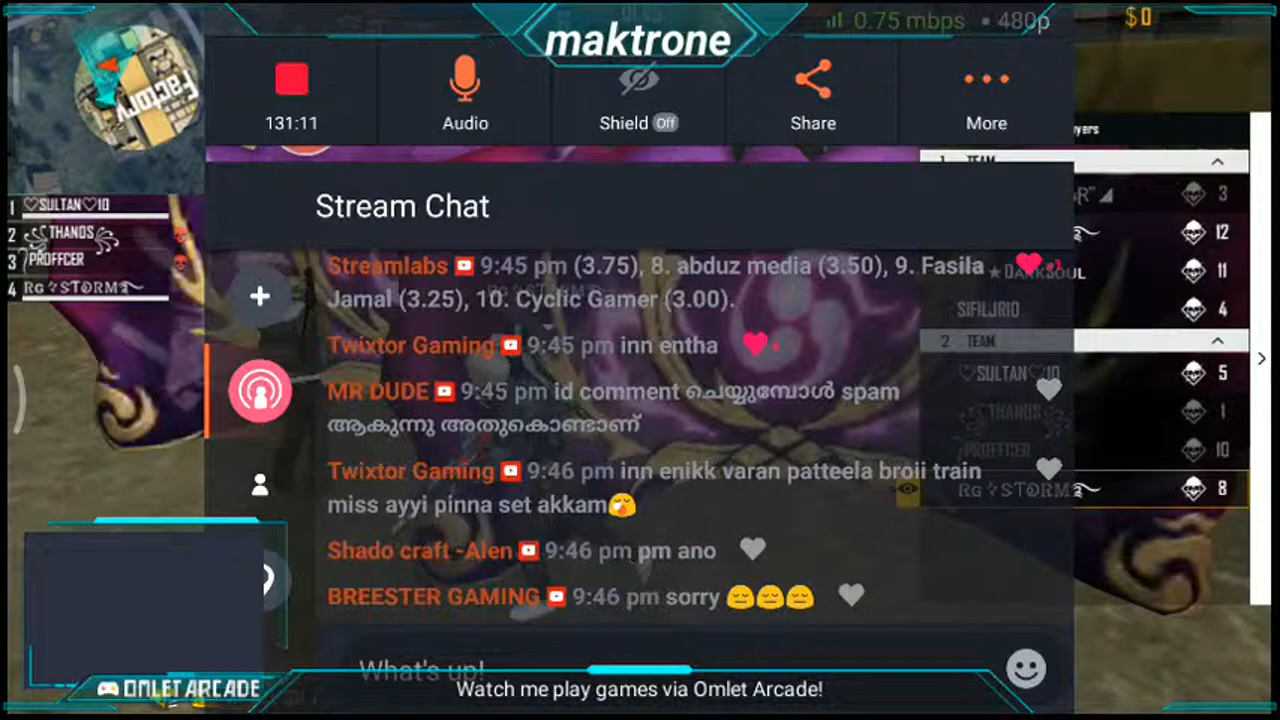 maktrone
0.75 mbps • 480p
$0
131:11
Audio
Shield Off
Share
More
Factory
yers
1 TEAM
3
12
★DARKSOUL 11
SIFILJRIO 4
2 TEAM
♡SULTAN♡10 5
THANOS 1
PROFFCER 10
RG STORM 8
1 ♡SULTAN♡10
2 THANOS
3 PROFFCER
4 RG STORM
Stream Chat
Streamlabs 9:45 pm (3.75), 8. abduz media (3.50), 9. Fasila
Jamal (3.25), 10. Cyclic Gamer (3.00).
Twixtor Gaming 9:45 pm inn entha
MR DUDE 9:45 pm id comment ചെയ്യുമ്പോൾ spam
ആകുന്നു അതുകൊണ്ടാണ്
Twixtor Gaming 9:46 pm inn enikk varan patteela broii train
miss ayyi pinna set akkam😪
Shado craft -Alen 9:46 pm pm ano
BREESTER GAMING 9:46 pm sorry 😔😔😔
What's up!
OMLET ARCADE
Watch me play games via Omlet Arcade!